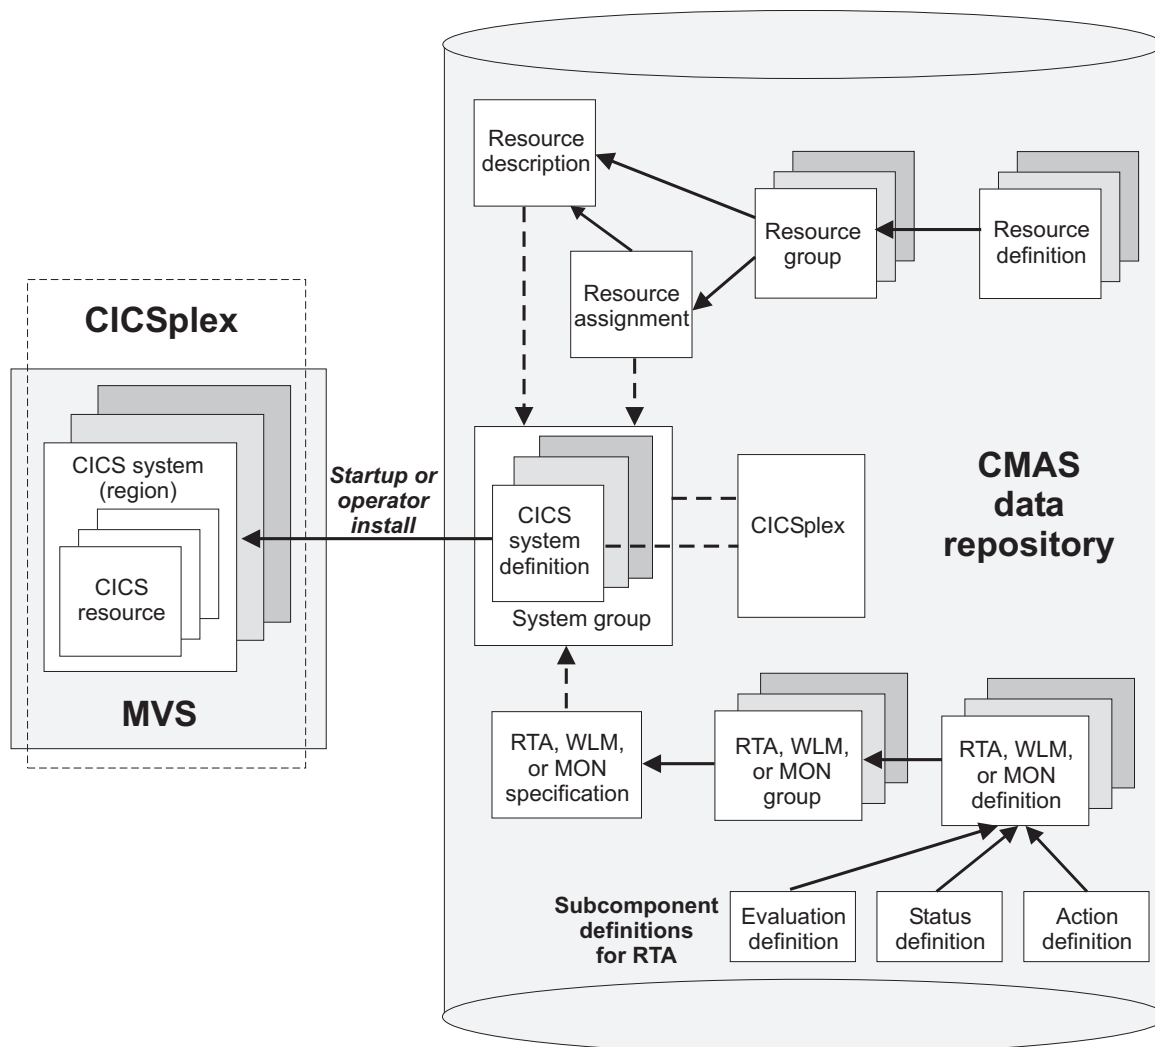 Resource
description
Resource
group
Resource
definition
Resource
assignment
CICSplex
CICS system
(region)
CICS
resource
MVS
Startup or
operator
install
CICS
system
definition
System group
CICSplex
CMAS
data
repository
RTA, WLM,
or MON
specification
RTA, WLM,
or MON
group
RTA, WLM,
or MON
definition
Subcomponent
definitions
for RTA
Evaluation
definition
Status
definition
Action
definition